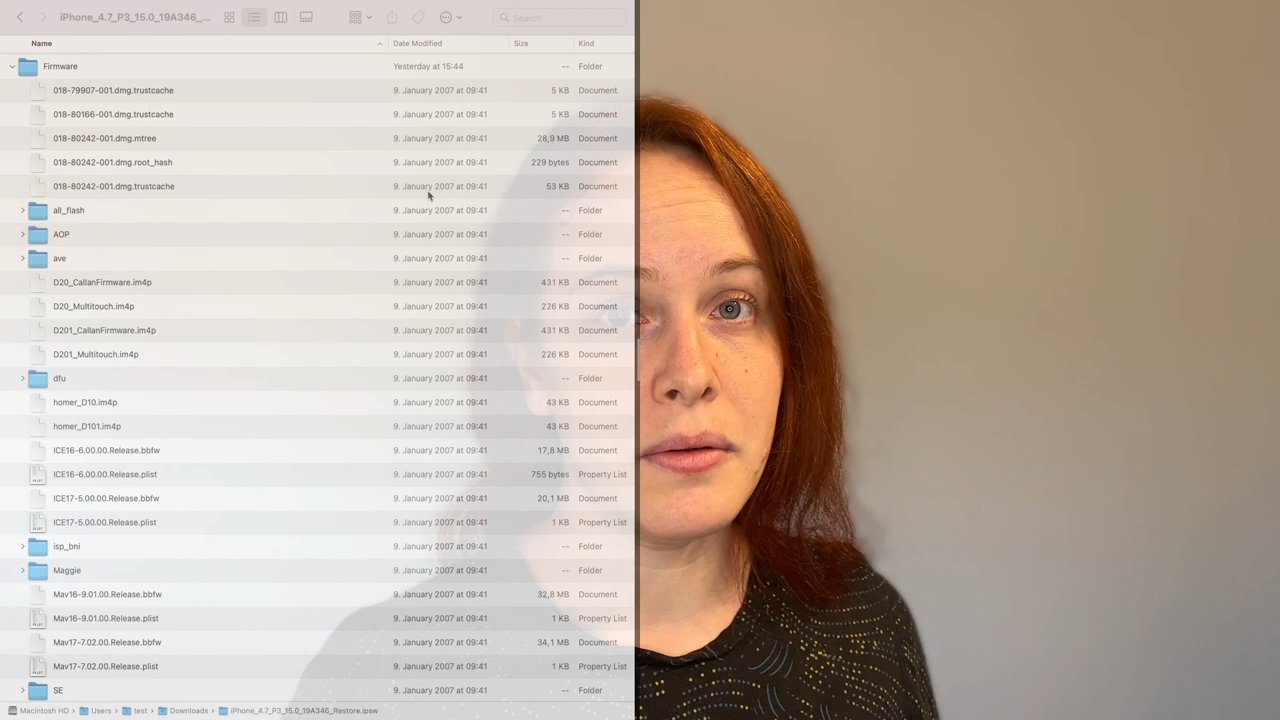 iPhone_4.7_P3_15.0_19A346_...
Search
Name Date Modified Size Kind
Firmware Yesterday at 15:44 -- Folder
018-79907-001.dmg.trustcache 9. January 2007 at 09:41 5 KB Document
018-80166-001.dmg.trustcache 9. January 2007 at 09:41 5 KB Document
018-80242-001.dmg.mtree 9. January 2007 at 09:41 28,9 MB Document
018-80242-001.dmg.root_hash 9. January 2007 at 09:41 229 bytes Document
018-80242-001.dmg.trustcache 9. January 2007 at 09:41 53 KB Document
all_flash 9. January 2007 at 09:41 -- Folder
AOP 9. January 2007 at 09:41 -- Folder
ave 9. January 2007 at 09:41 -- Folder
D20_CallanFirmware.im4p 9. January 2007 at 09:41 431 KB Document
D20_Multitouch.im4p 9. January 2007 at 09:41 226 KB Document
D201_CallanFirmware.im4p 9. January 2007 at 09:41 431 KB Document
D201_Multitouch.im4p 9. January 2007 at 09:41 226 KB Document
dfu 9. January 2007 at 09:41 -- Folder
homer_D10.im4p 9. January 2007 at 09:41 43 KB Document
homer_D101.im4p 9. January 2007 at 09:41 43 KB Document
ICE16-6.00.00.Release.bbfw 9. January 2007 at 09:41 17,8 MB Document
ICE16-6.00.00.Release.plist 9. January 2007 at 09:41 755 bytes Property List
ICE17-5.00.00.Release.bbfw 9. January 2007 at 09:41 20,1 MB Document
ICE17-5.00.00.Release.plist 9. January 2007 at 09:41 1 KB Property List
isp_bni 9. January 2007 at 09:41 -- Folder
Maggie 9. January 2007 at 09:41 -- Folder
Mav16-9.01.00.Release.bbfw 9. January 2007 at 09:41 32,8 MB Document
Mav16-9.01.00.Release.plist 9. January 2007 at 09:41 1 KB Property List
Mav17-7.02.00.Release.bbfw 9. January 2007 at 09:41 34,1 MB Document
Mav17-7.02.00.Release.plist 9. January 2007 at 09:41 1 KB Property List
SE 9. January 2007 at 09:41 -- Folder
Macintosh HD › Users › test › Downloads › iPhone_4.7_P3_15.0_19A346_Restore.ipsw